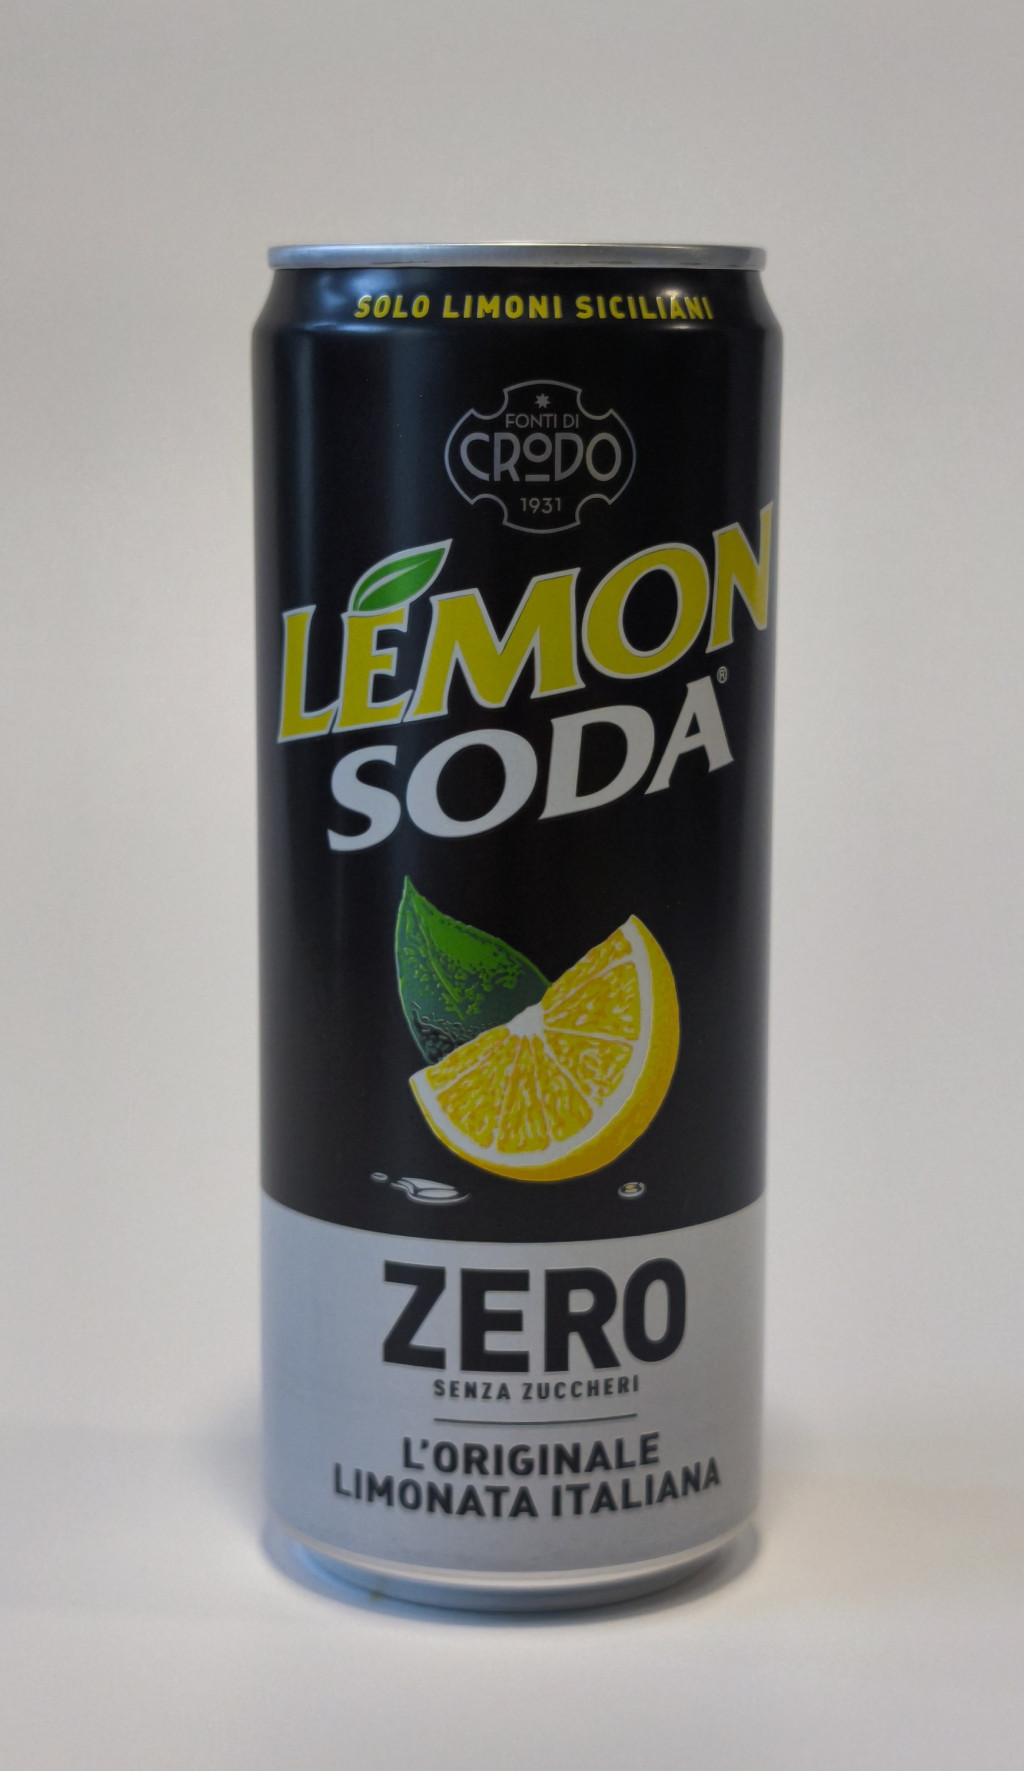 SOLO LIMONI SICILIANI
FONTI DI
CRODO
1931
LEMON
SODA®
ZERO
SENZA ZUCCHERI
L'ORIGINALE
LIMONATA ITALIANA